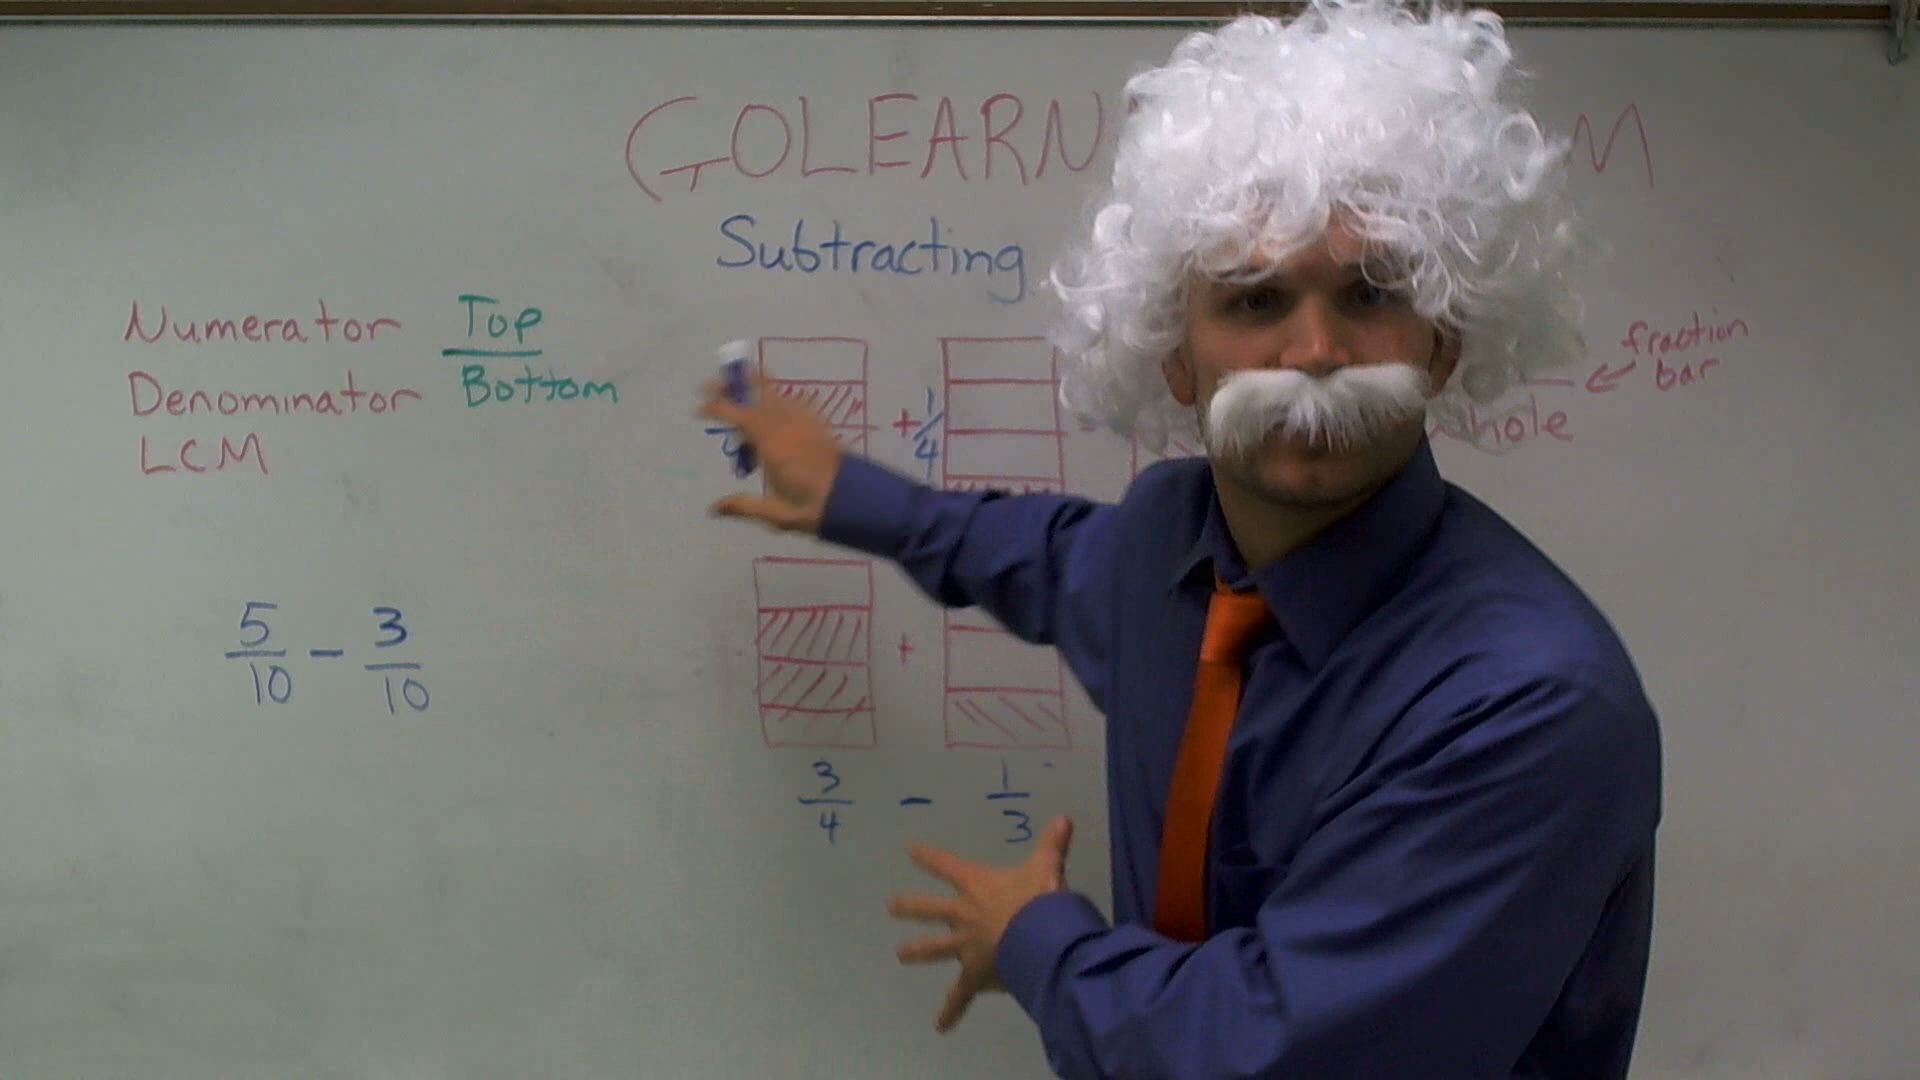 GOLEARN M
Subtracting
Numerator Top
Denominator Bottom
LCM
fraction bar
+ 1/4
4
5/10 - 3/10
+
3/4 - 1/3